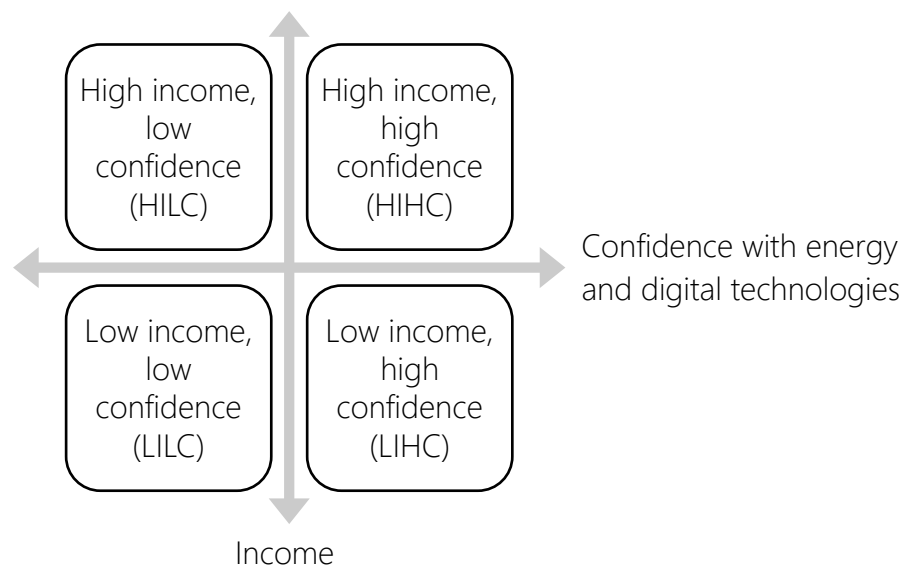 High income,
low
confidence
(HILC)
High income,
high
confidence
(HIHC)
Confidence with energy
and digital technologies
Low income,
low
confidence
(LILC)
Low income,
high
confidence
(LIHC)
Income